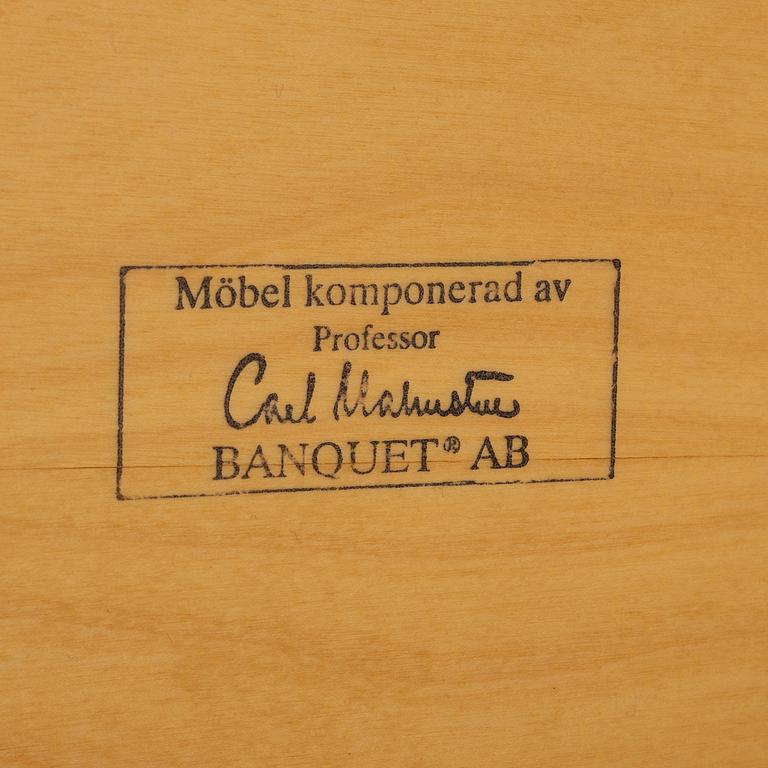 Möbel komponerad av
Professor
Carl Malmsten
BANQUET® AB